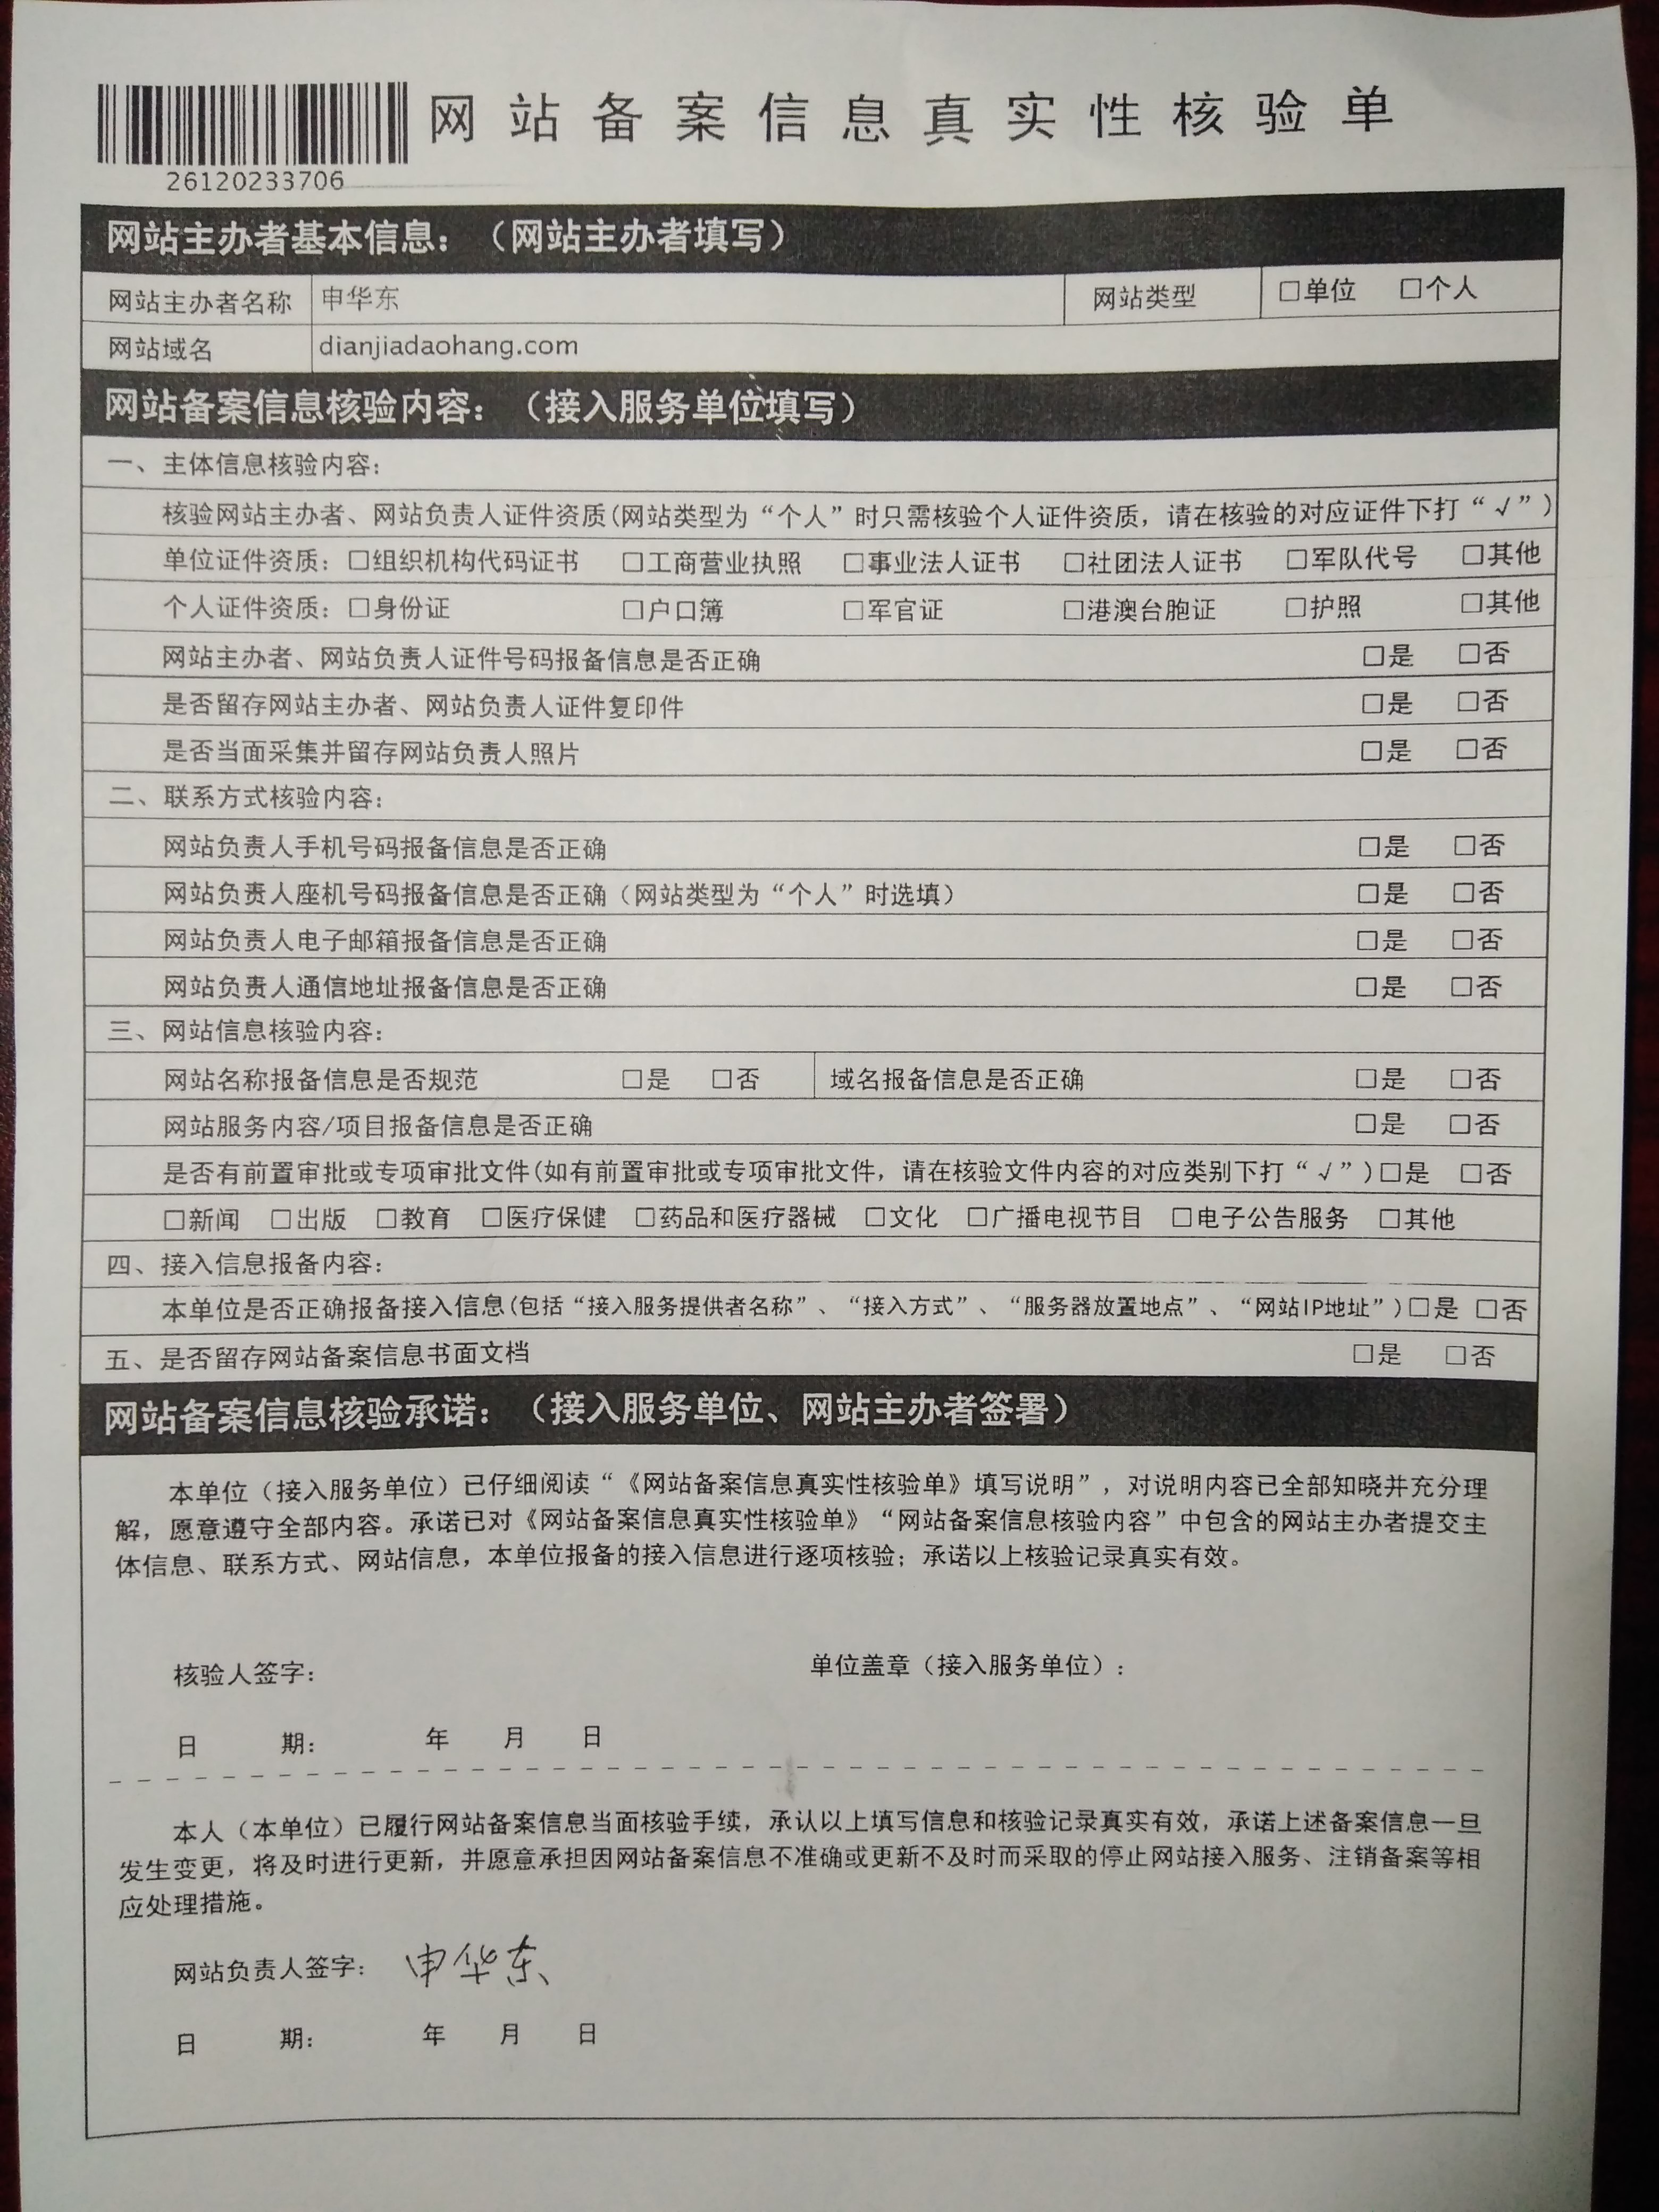 网站备案信息真实性核验单
26120233706
网站主办者基本信息：（网站主办者填写）
网站主办者名称 申华东 网站类型 □单位 □个人
网站域名 dianjiadaohang.com
网站备案信息核验内容：（接入服务单位填写）
一、主体信息核验内容：
核验网站主办者、网站负责人证件资质(网站类型为“个人”时只需核验个人证件资质，请在核验的对应证件下打“√”)
单位证件资质：□组织机构代码证书 □工商营业执照 □事业法人证书 □社团法人证书 □军队代号 □其他
个人证件资质：□身份证 □户口簿 □军官证 □港澳台胞证 □护照 □其他
网站主办者、网站负责人证件号码报备信息是否正确 □是 □否
是否留存网站主办者、网站负责人证件复印件 □是 □否
是否当面采集并留存网站负责人照片 □是 □否
二、联系方式核验内容：
网站负责人手机号码报备信息是否正确 □是 □否
网站负责人座机号码报备信息是否正确（网站类型为“个人”时选填） □是 □否
网站负责人电子邮箱报备信息是否正确 □是 □否
网站负责人通信地址报备信息是否正确 □是 □否
三、网站信息核验内容：
网站名称报备信息是否规范 □是 □否 域名报备信息是否正确 □是 □否
网站服务内容/项目报备信息是否正确 □是 □否
是否有前置审批或专项审批文件(如有前置审批或专项审批文件，请在核验文件内容的对应类别下打“√”)□是 □否
□新闻 □出版 □教育 □医疗保健 □药品和医疗器械 □文化 □广播电视节目 □电子公告服务 □其他
四、接入信息报备内容：
本单位是否正确报备接入信息(包括“接入服务提供者名称”、“接入方式”、“服务器放置地点”、“网站IP地址”)□是 □否
五、是否留存网站备案信息书面文档 □是 □否
网站备案信息核验承诺：（接入服务单位、网站主办者签署）
本单位（接入服务单位）已仔细阅读“《网站备案信息真实性核验单》填写说明”，对说明内容已全部知晓并充分理
解，愿意遵守全部内容。承诺已对《网站备案信息真实性核验单》“网站备案信息核验内容”中包含的网站主办者提交主
体信息、联系方式、网站信息，本单位报备的接入信息进行逐项核验；承诺以上核验记录真实有效。
核验人签字： 单位盖章（接入服务单位）：
日 期： 年 月 日
本人（本单位）已履行网站备案信息当面核验手续，承认以上填写信息和核验记录真实有效，承诺上述备案信息一旦
发生变更，将及时进行更新，并愿意承担因网站备案信息不准确或更新不及时而采取的停止网站接入服务、注销备案等相
应处理措施。
网站负责人签字： 申华东
日 期： 年 月 日